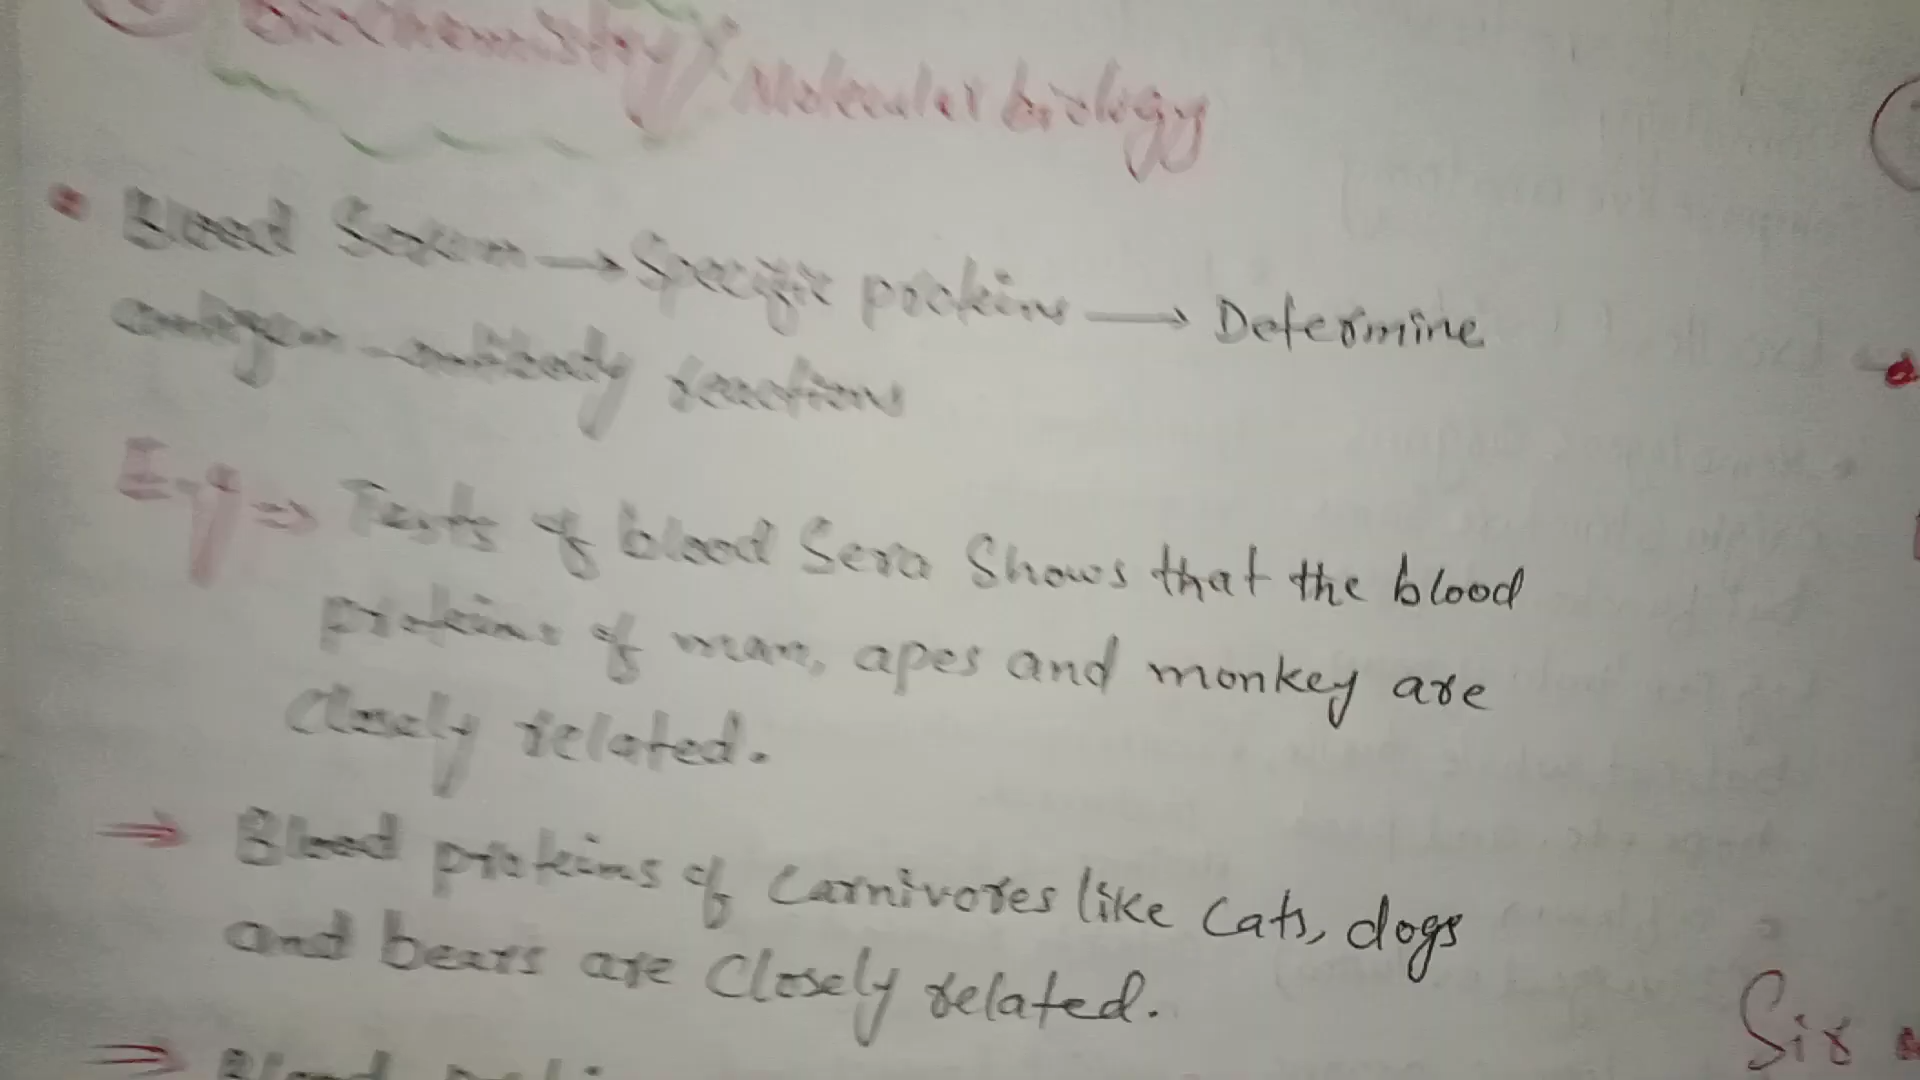 Biochemistry
Molecular biology
Blood Serum → Specific proteins → Determine
antigen-antibody reactions
E.g ⇒ Tests of blood Sera Shows that the blood
proteins of man, apes and monkey are
Closely related.
⇒ Blood proteins of Carnivores like Cats, dogs
and bears are Closely related.
⇒ Blood
Sir